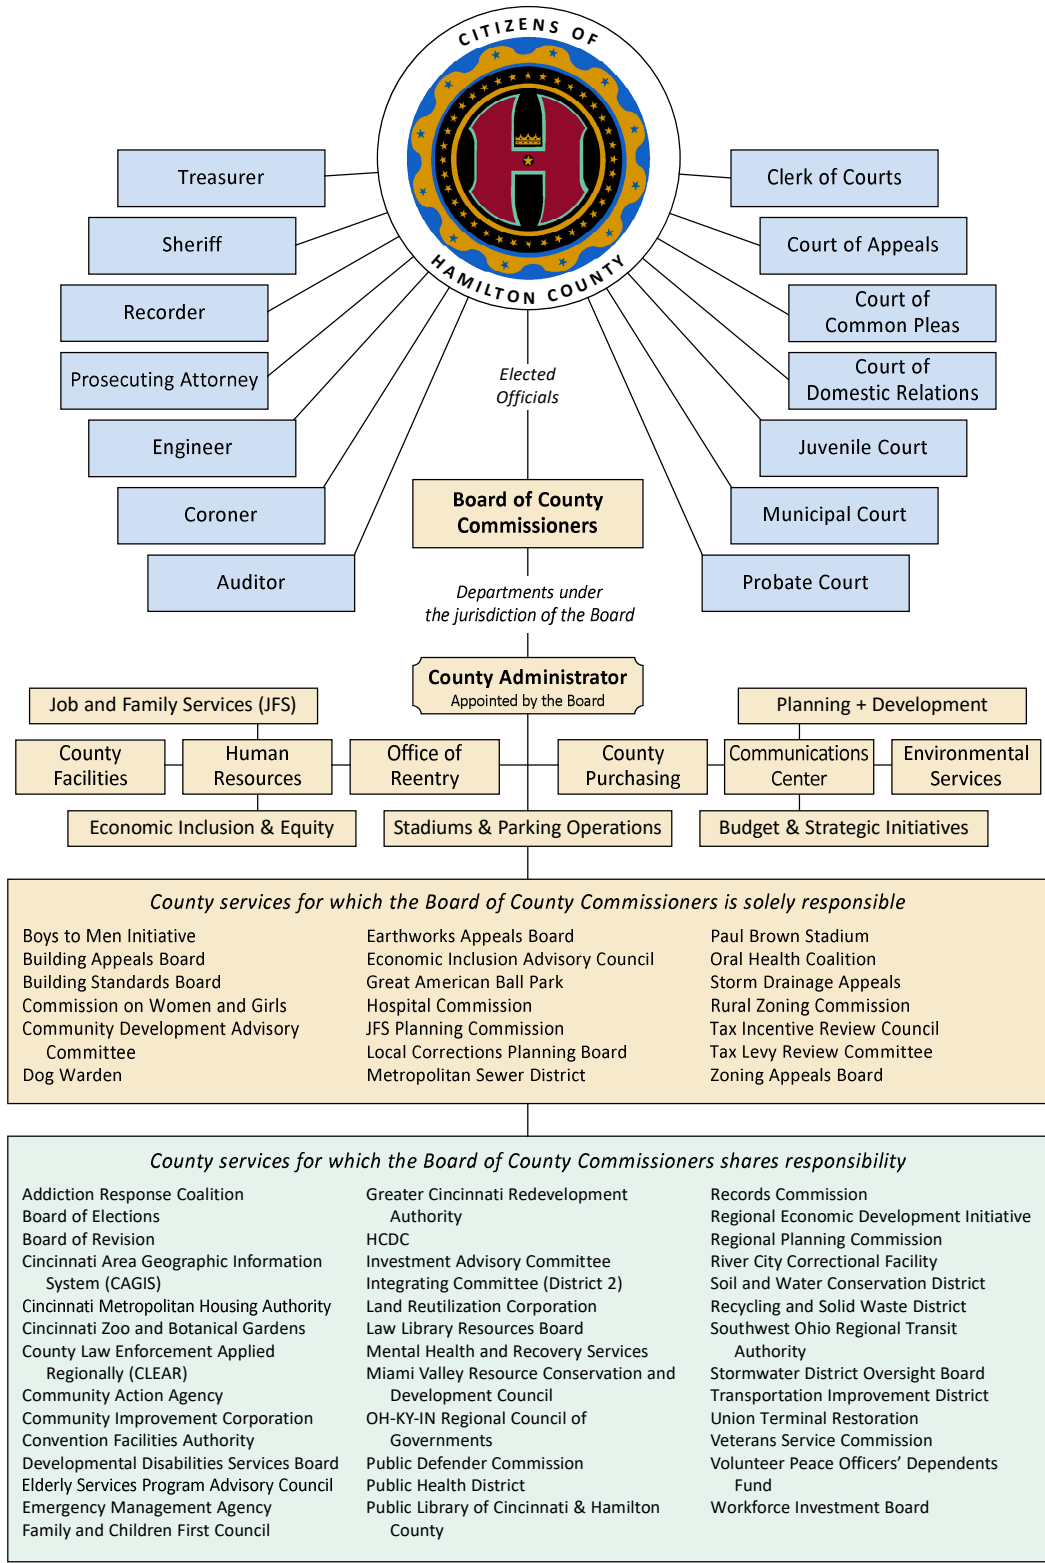 CITIZENS OF
HAMILTON COUNTY
Treasurer
Sheriff
Recorder
Prosecuting Attorney
Engineer
Coroner
Auditor
Clerk of Courts
Court of Appeals
Court of
Common Pleas
Court of
Domestic Relations
Juvenile Court
Municipal Court
Probate Court
Elected
Officials
Board of County
Commissioners
Departments under
the jurisdiction of the Board
County Administrator
Appointed by the Board
Job and Family Services (JFS)
Planning + Development
County
Facilities
Human
Resources
Office of
Reentry
County
Purchasing
Communications
Center
Environmental
Services
Economic Inclusion & Equity
Stadiums & Parking Operations
Budget & Strategic Initiatives
County services for which the Board of County Commissioners is solely responsible
Boys to Men Initiative
Building Appeals Board
Building Standards Board
Commission on Women and Girls
Community Development Advisory
Committee
Dog Warden
Earthworks Appeals Board
Economic Inclusion Advisory Council
Great American Ball Park
Hospital Commission
JFS Planning Commission
Local Corrections Planning Board
Metropolitan Sewer District
Paul Brown Stadium
Oral Health Coalition
Storm Drainage Appeals
Rural Zoning Commission
Tax Incentive Review Council
Tax Levy Review Committee
Zoning Appeals Board
County services for which the Board of County Commissioners shares responsibility
Addiction Response Coalition
Board of Elections
Board of Revision
Cincinnati Area Geographic Information
System (CAGIS)
Cincinnati Metropolitan Housing Authority
Cincinnati Zoo and Botanical Gardens
County Law Enforcement Applied
Regionally (CLEAR)
Community Action Agency
Community Improvement Corporation
Convention Facilities Authority
Developmental Disabilities Services Board
Elderly Services Program Advisory Council
Emergency Management Agency
Family and Children First Council
Greater Cincinnati Redevelopment
Authority
HCDC
Investment Advisory Committee
Integrating Committee (District 2)
Land Reutilization Corporation
Law Library Resources Board
Mental Health and Recovery Services
Miami Valley Resource Conservation and
Development Council
OH-KY-IN Regional Council of
Governments
Public Defender Commission
Public Health District
Public Library of Cincinnati & Hamilton
County
Records Commission
Regional Economic Development Initiative
Regional Planning Commission
River City Correctional Facility
Soil and Water Conservation District
Recycling and Solid Waste District
Southwest Ohio Regional Transit
Authority
Stormwater District Oversight Board
Transportation Improvement District
Union Terminal Restoration
Veterans Service Commission
Volunteer Peace Officers’ Dependents
Fund
Workforce Investment Board